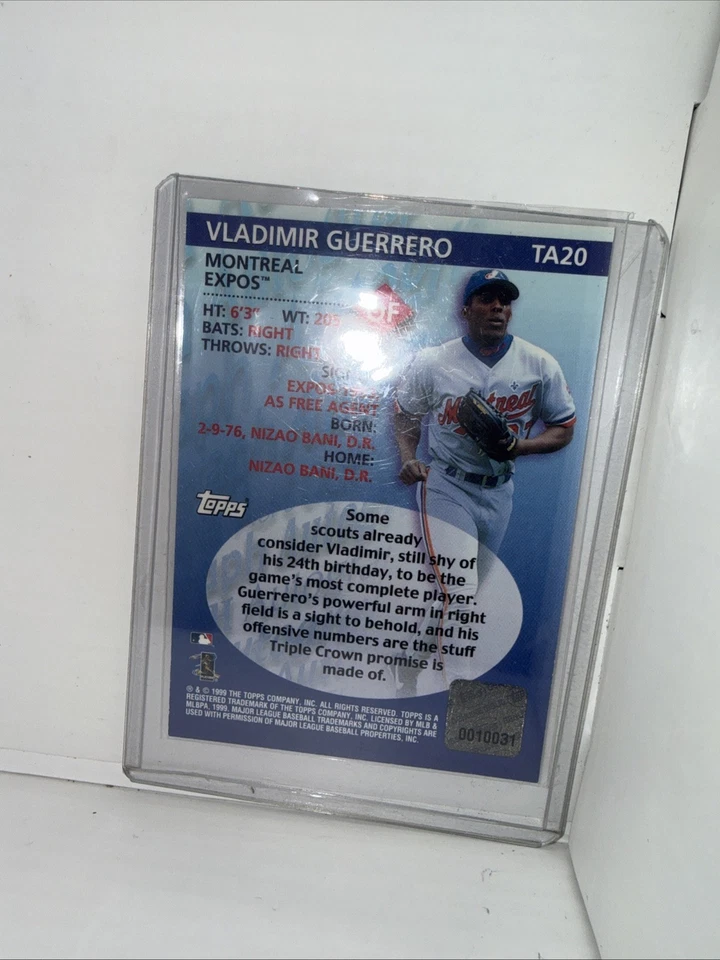 VLADIMIR GUERRERO
TA20
MONTREAL
EXPOS™
OF
HT: 6'3" WT: 205
BATS: RIGHT
THROWS: RIGHT
EXPOS
AS FREE AGENT
BORN:
2-9-76, NIZAO BANI, D.R.
HOME:
NIZAO BANI, D.R.
Montreal
TOPPS
Some
scouts already
consider Vladimir, still shy of
his 24th birthday, to be the
game's most complete player.
Guerrero's powerful arm in right
field is a sight to behold, and his
offensive numbers are the stuff
Triple Crown promise is
made of.
® & © 1999 THE TOPPS COMPANY, INC. ALL RIGHTS RESERVED. TOPPS IS A
REGISTERED TRADEMARK OF THE TOPPS COMPANY, INC. LICENSED BY MLB &
MLBPA, 1999. MAJOR LEAGUE BASEBALL TRADEMARKS AND COPYRIGHTS ARE
USED WITH PERMISSION OF MAJOR LEAGUE BASEBALL PROPERTIES, INC.
0010031